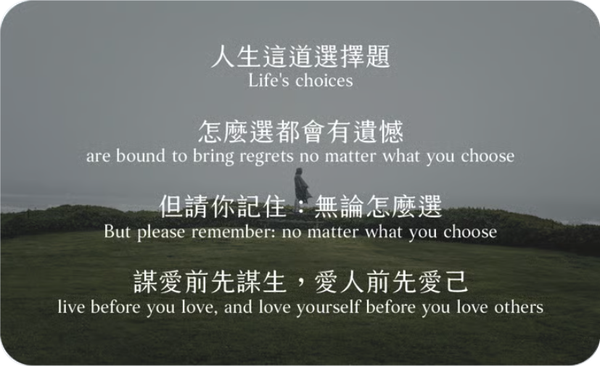 人生這道選擇題
Life's choices
怎麼選都會有遺憾
are bound to bring regrets no matter what you choose
但請你記住：無論怎麼選
But please remember: no matter what you choose
謀愛前先謀生，愛人前先愛己
live before you love, and love yourself before you love others